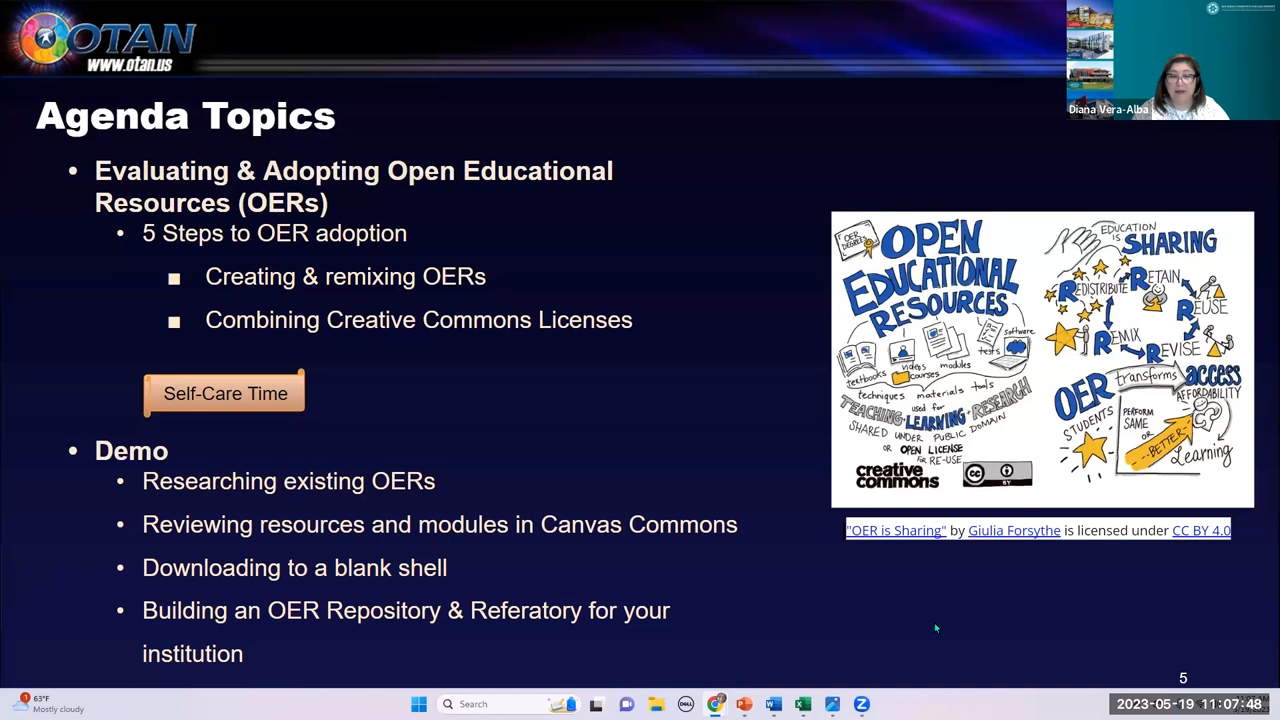 OTAN
www.otan.us
Diana Vera-Alba
Agenda Topics
• Evaluating & Adopting Open Educational
Resources (OERs)
• 5 Steps to OER adoption
■ Creating & remixing OERs
■ Combining Creative Commons Licenses
Self-Care Time
• Demo
• Researching existing OERs
• Reviewing resources and modules in Canvas Commons
• Downloading to a blank shell
• Building an OER Repository & Referatory for your
institution
OER DEGREES
OPEN
EDUCATIONAL
RESOURCES
textbooks
videos
courses
modules
tests
software
techniques materials tools
used for
TEACHING · LEARNING · RESEARCH
SHARED UNDER PUBLIC DOMAIN
OR OPEN LICENSE
FOR RE-USE
creative
commons
cc BY
EDUCATION
IS SHARING
REDISTRIBUTE
RETAIN
REUSE
REMIX
REVISE
OER transforms access
AFFORDABILITY
STUDENTS
PERFORM
SAME
OR
BETTER
Learning
"OER is Sharing" by Giulia Forsythe is licensed under CC BY 4.0
5
1
63°F
Mostly cloudy
Search
DELL
2023-05-19 11:07:48